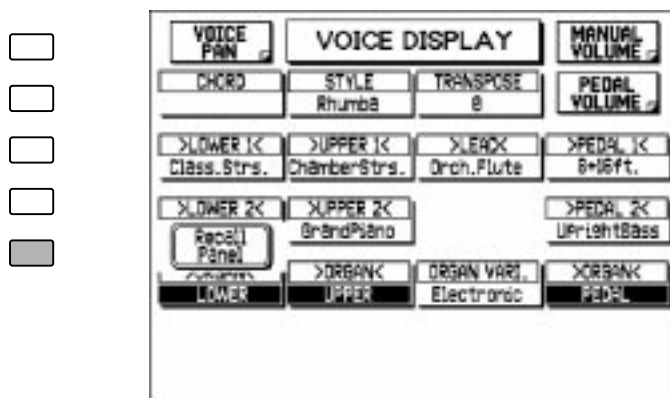 VOICE PAN
VOICE DISPLAY
MANUAL VOLUME
CHORD
STYLE
Rhumba
TRANSPOSE
0
PEDAL VOLUME
>LOWER 1<
Class.Strs.
>UPPER 1<
ChamberStrs.
>LEAD<
Orch.Flute
>PEDAL 1<
8+16ft.
>LOWER 2<
Recall Panel
>UPPER 2<
GrandPiano
>PEDAL 2<
UprightBass
LOWER
>ORGAN<
UPPER
ORGAN VARI.
Electronic
>ORGAN<
PEDAL